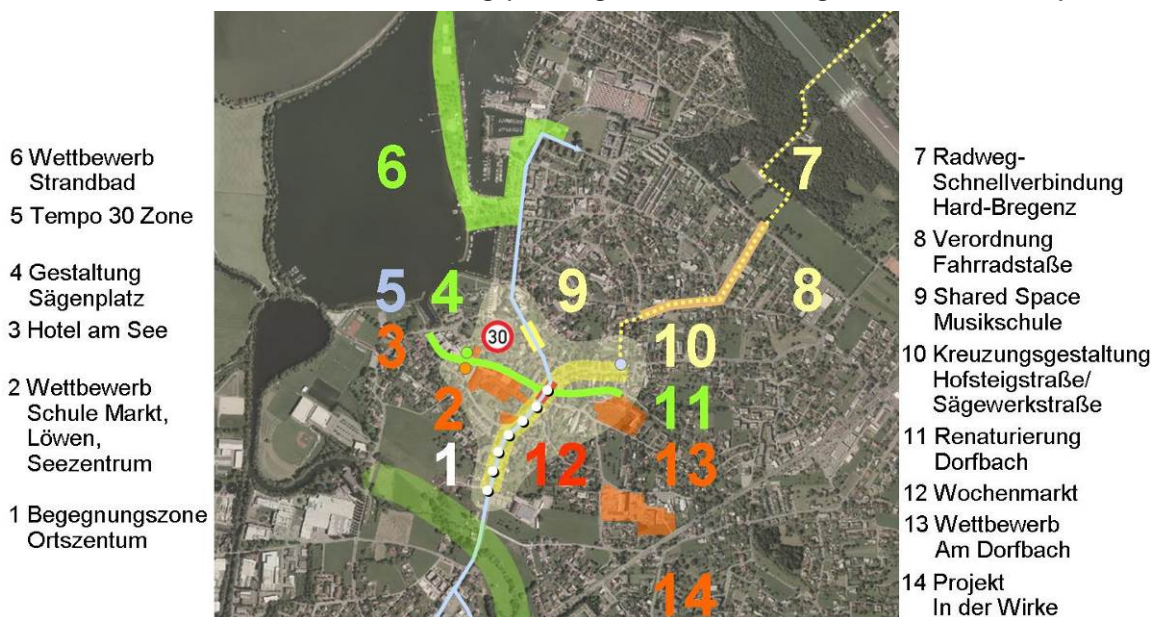 6 Wettbewerb
Strandbad
5 Tempo 30 Zone
4 Gestaltung
Sägenplatz
3 Hotel am See
2 Wettbewerb
Schule Markt,
Löwen,
Seezentrum
1 Begegnungszone
Ortszentum
6
7
5
4
9
8
30
3
10
2
11
1
12
13
14
7 Radweg-
Schnellverbindung
Hard-Bregenz
8 Verordnung
Fahrradstaße
9 Shared Space
Musikschule
10 Kreuzungsgestaltung
Hofsteigstraße/
Sägewerkstraße
11 Renaturierung
Dorfbach
12 Wochenmarkt
13 Wettbewerb
Am Dorfbach
14 Projekt
In der Wirke